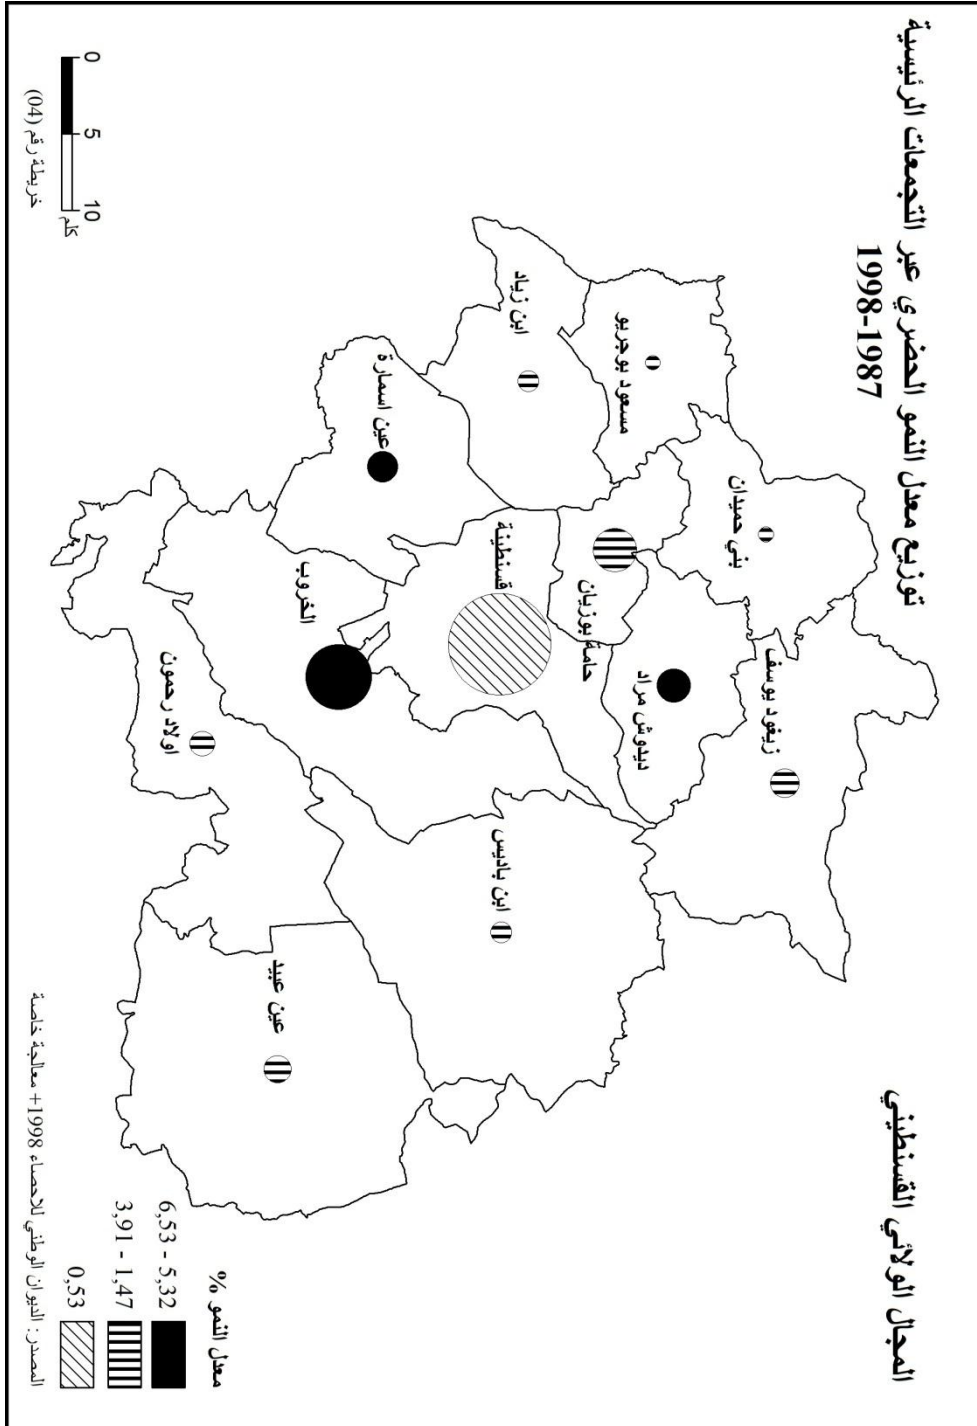 المجال الولائي القسنطيني
توزيع معدل النمو الحضري عبر التجمعات الرئيسية
1998-1987
زيغود يوسف
بني حميدان
ديدوش مراد
مسعود بوجريو
حامة بوزيان
ابن زياد
قسنطينة
ابن باديس
عين اسمارة
الخروب
عين عبيد
اولاد رحمون
معدل النمو %
6,53 - 5,32
3,91 - 1,47
0,53
المصدر: الديوان الوطني للاحصاء 1998+ معالجة خاصة
0 5 10
كلم
خريطة رقم (04)